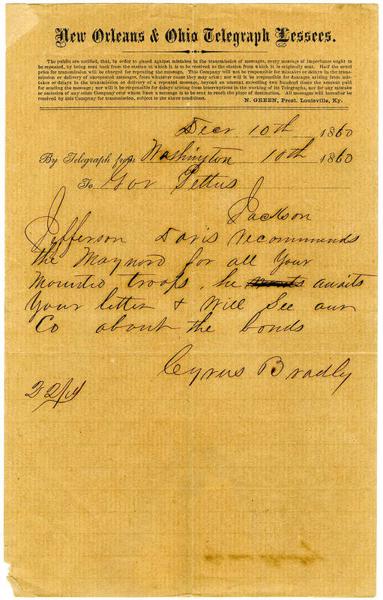 New Orleans & Ohio Telegraph Lessees.
The public are notified, that, in order to guard against mistakes in the transmission of messages, every message of importance ought to
be repeated, by being sent back from the station at which it is to be received to the station from which it is originally sent. Half the usual
price for transmission will be charged for repeating the message. This Company will not be responsible for mistakes or delays in the trans-
mission or delivery of unrepeated messages, from whatever cause they may arise; nor will it be responsible for damages arising from mis-
takes or delays in the transmission or delivery of a repeated message, beyond an amount exceeding two hundred times the amount paid
for sending the message; nor will it be responsible for delays arising from interruptions in the working of its Telegraphs, nor for any mistake
or omission of any other Company over whose lines a message is to be sent to reach the place of destination. All messages will hereafter be
received by this Company for transmission, subject to the above conditions.
N. GREEN, Prest. Louisville, Ky.
Decr 10th 1860
By Telegraph from Washington 10th 1860
To Gov Pettus
Jackson
Jefferson Davis recommends
the Maynord for all Your
Mounted troops, he awaits
Your letter & Will See our
Co about the bonds
Cyrus Bradly